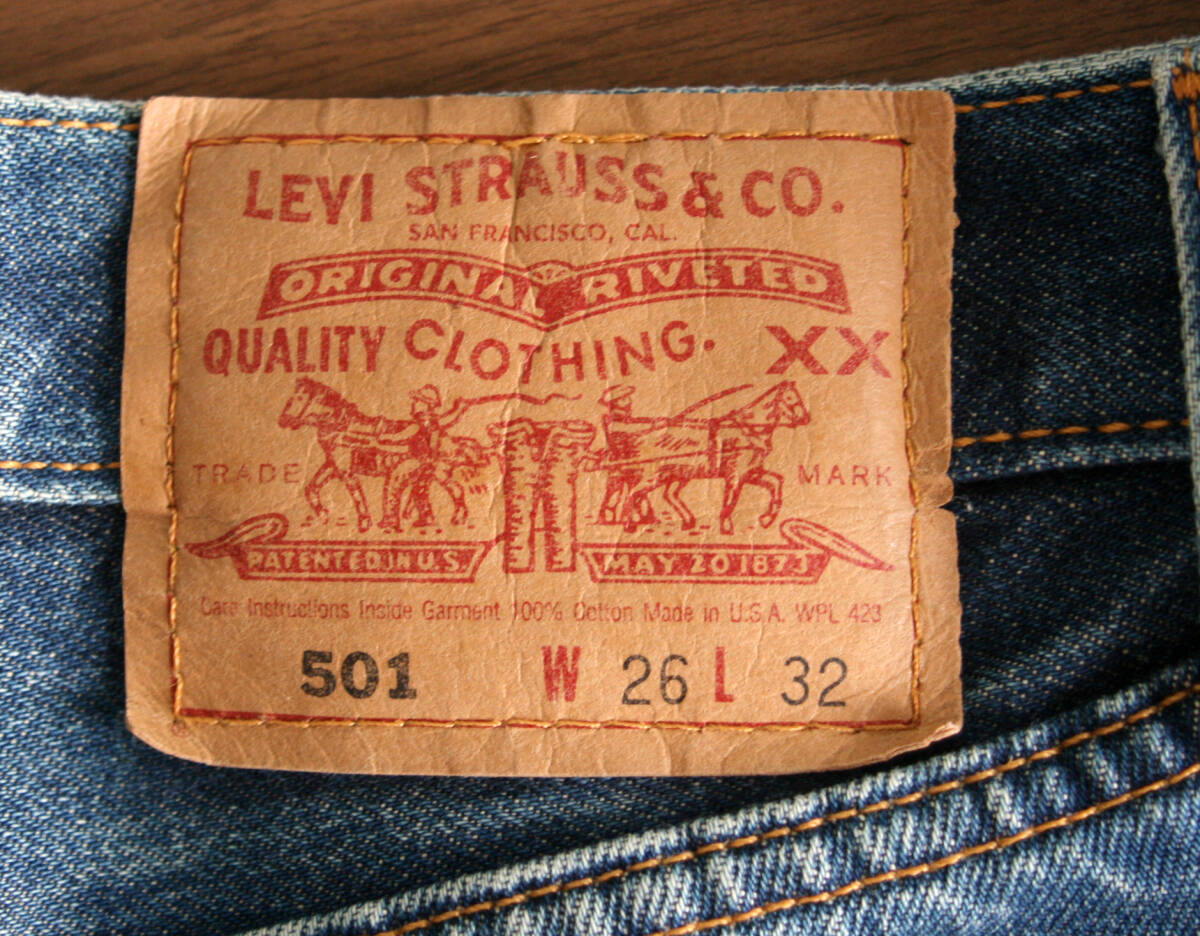 LEVI STRAUSS & CO.
SAN FRANCISCO, CAL.
ORIGINAL RIVETED
QUALITY CLOTHING. XX
TRADE MARK
PATENTED IN U.S. MAY 20 1873
Care Instructions Inside Garment 100% Cotton Made in U.S.A. WPL 423
501 W 26 L 32
®